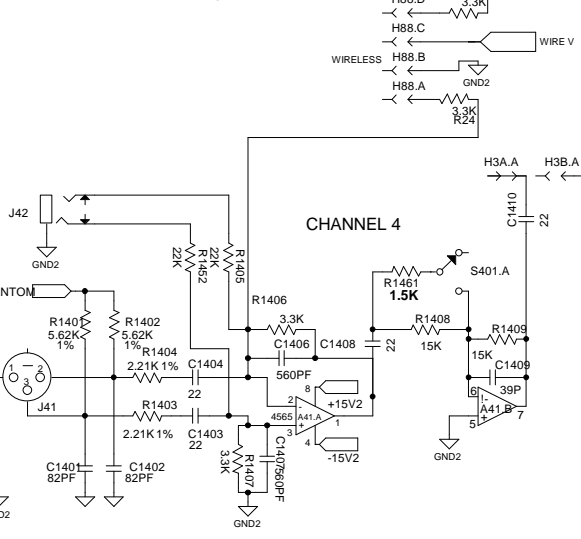 3.3K
H88.C
WIRE V
WIRELESS
H88.B
GND2
H88.A
3.3K
R24
H3A.A
H3B.A
C1410
22
J42
CHANNEL 4
GND2
22K
R1452
22K
R1405
S401.A
R1461
1.5K
NTOM
R1406
3.3K
R1401
5.62K
1%
R1402
5.62K
1%
C1406
560PF
C1408
22
R1408
15K
R1409
15K
R1404
2.21K 1%
C1404
22
C1409
39P
1
2
3
J41
R1403
2.21K 1%
C1403
22
8
+15V2
2
-
4565
A41.A
1
3
+
4
-15V2
6
!-
A41.B
7
5
+
GND2
C1401
82PF
C1402
82PF
3.3K
R1407
C1407
560PF
GND2